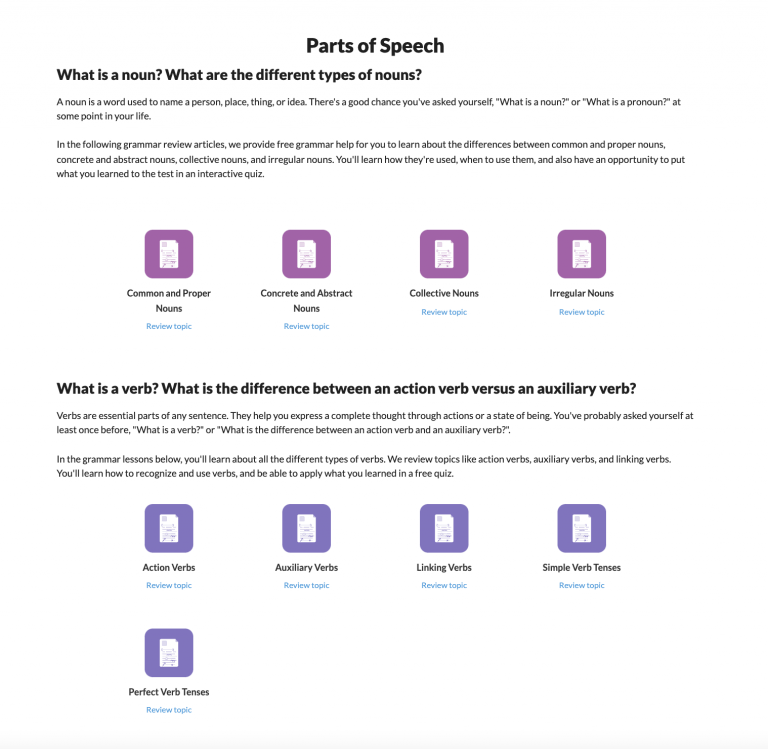 Parts of Speech
What is a noun? What are the different types of nouns?
A noun is a word used to name a person, place, thing, or idea. There's a good chance you've asked yourself, "What is a noun?" or "What is a pronoun?" at
some point in your life.
In the following grammar review articles, we provide free grammar help for you to learn about the differences between common and proper nouns,
concrete and abstract nouns, collective nouns, and irregular nouns. You'll learn how they're used, when to use them, and also have an opportunity to put
what you learned to the test in an interactive quiz.
Common and Proper
Nouns
Review topic
Concrete and Abstract
Nouns
Review topic
Collective Nouns
Review topic
Irregular Nouns
Review topic
What is a verb? What is the difference between an action verb versus an auxiliary verb?
Verbs are essential parts of any sentence. They help you express a complete thought through actions or a state of being. You've probably asked yourself at
least once before, "What is a verb?" or "What is the difference between an action verb and an auxiliary verb?".
In the grammar lessons below, you'll learn about all the different types of verbs. We review topics like action verbs, auxiliary verbs, and linking verbs.
You'll learn how to recognize and use verbs, and be able to apply what you learned in a free quiz.
Action Verbs
Review topic
Auxiliary Verbs
Review topic
Linking Verbs
Review topic
Simple Verb Tenses
Review topic
Perfect Verb Tenses
Review topic